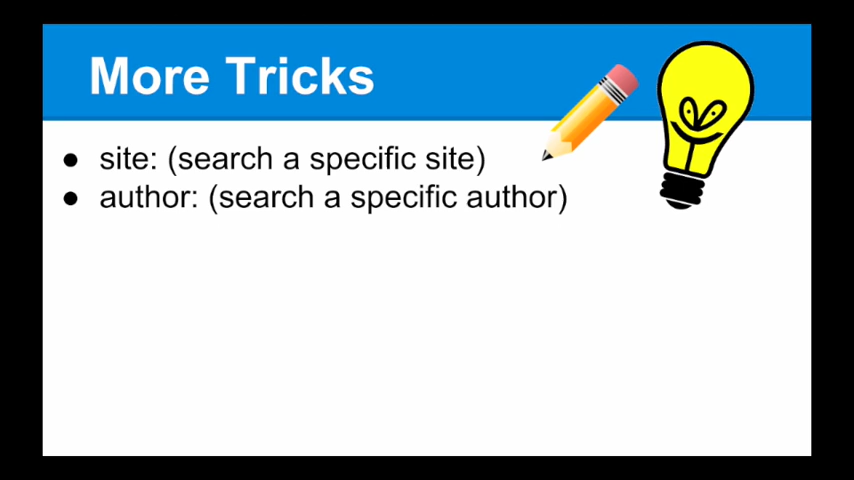 More Tricks
● site: (search a specific site)
● author: (search a specific author)